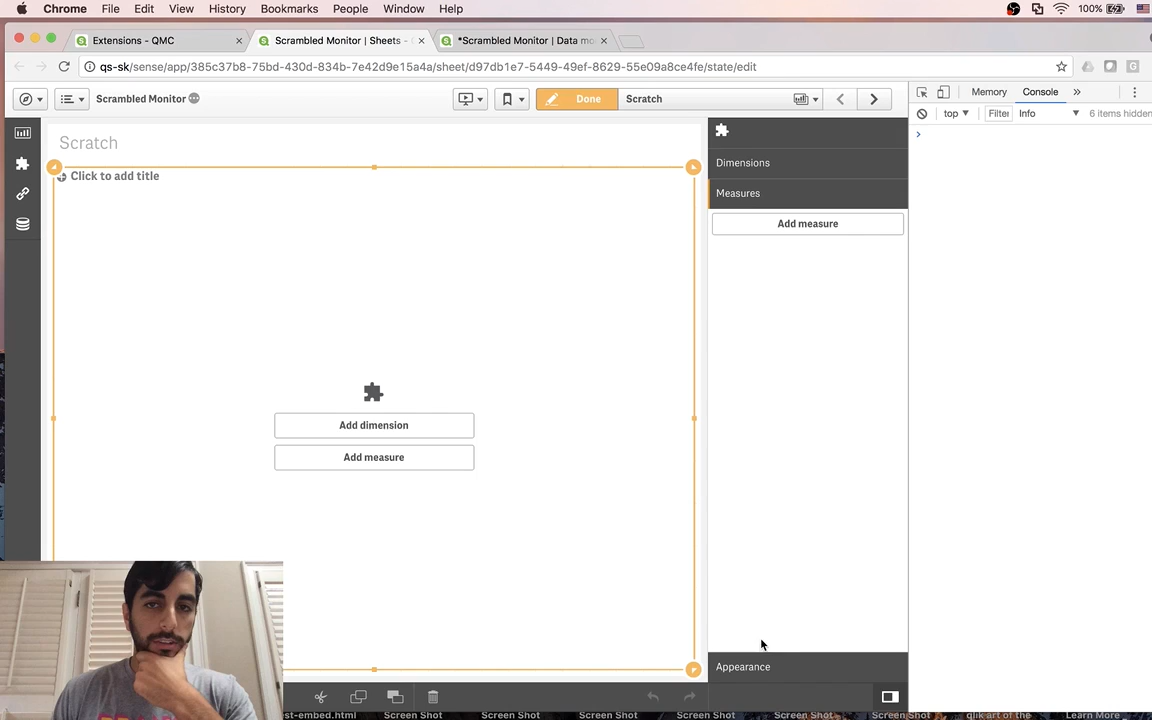 Chrome File Edit View History Bookmarks People Window Help 100%
Extensions - QMC × Scrambled Monitor | Sheets - × *Scrambled Monitor | Data mo ×
qs-sk/sense/app/385c37b8-75bd-430d-834b-7e42d9e15a4a/sheet/d97db1e7-5449-49ef-8629-55e09a8ce4fe/state/edit
Memory Console »
Scrambled Monitor Done Scratch
top Filter Info 6 items hidden
Scratch
Dimensions
Click to add title
Measures
Add measure
Add dimension
Add measure
Appearance
est-embed.html Screen Shot Screen Shot Screen Shot Screen Shot Screen Shot Screen Shot qlik art of the Learn More